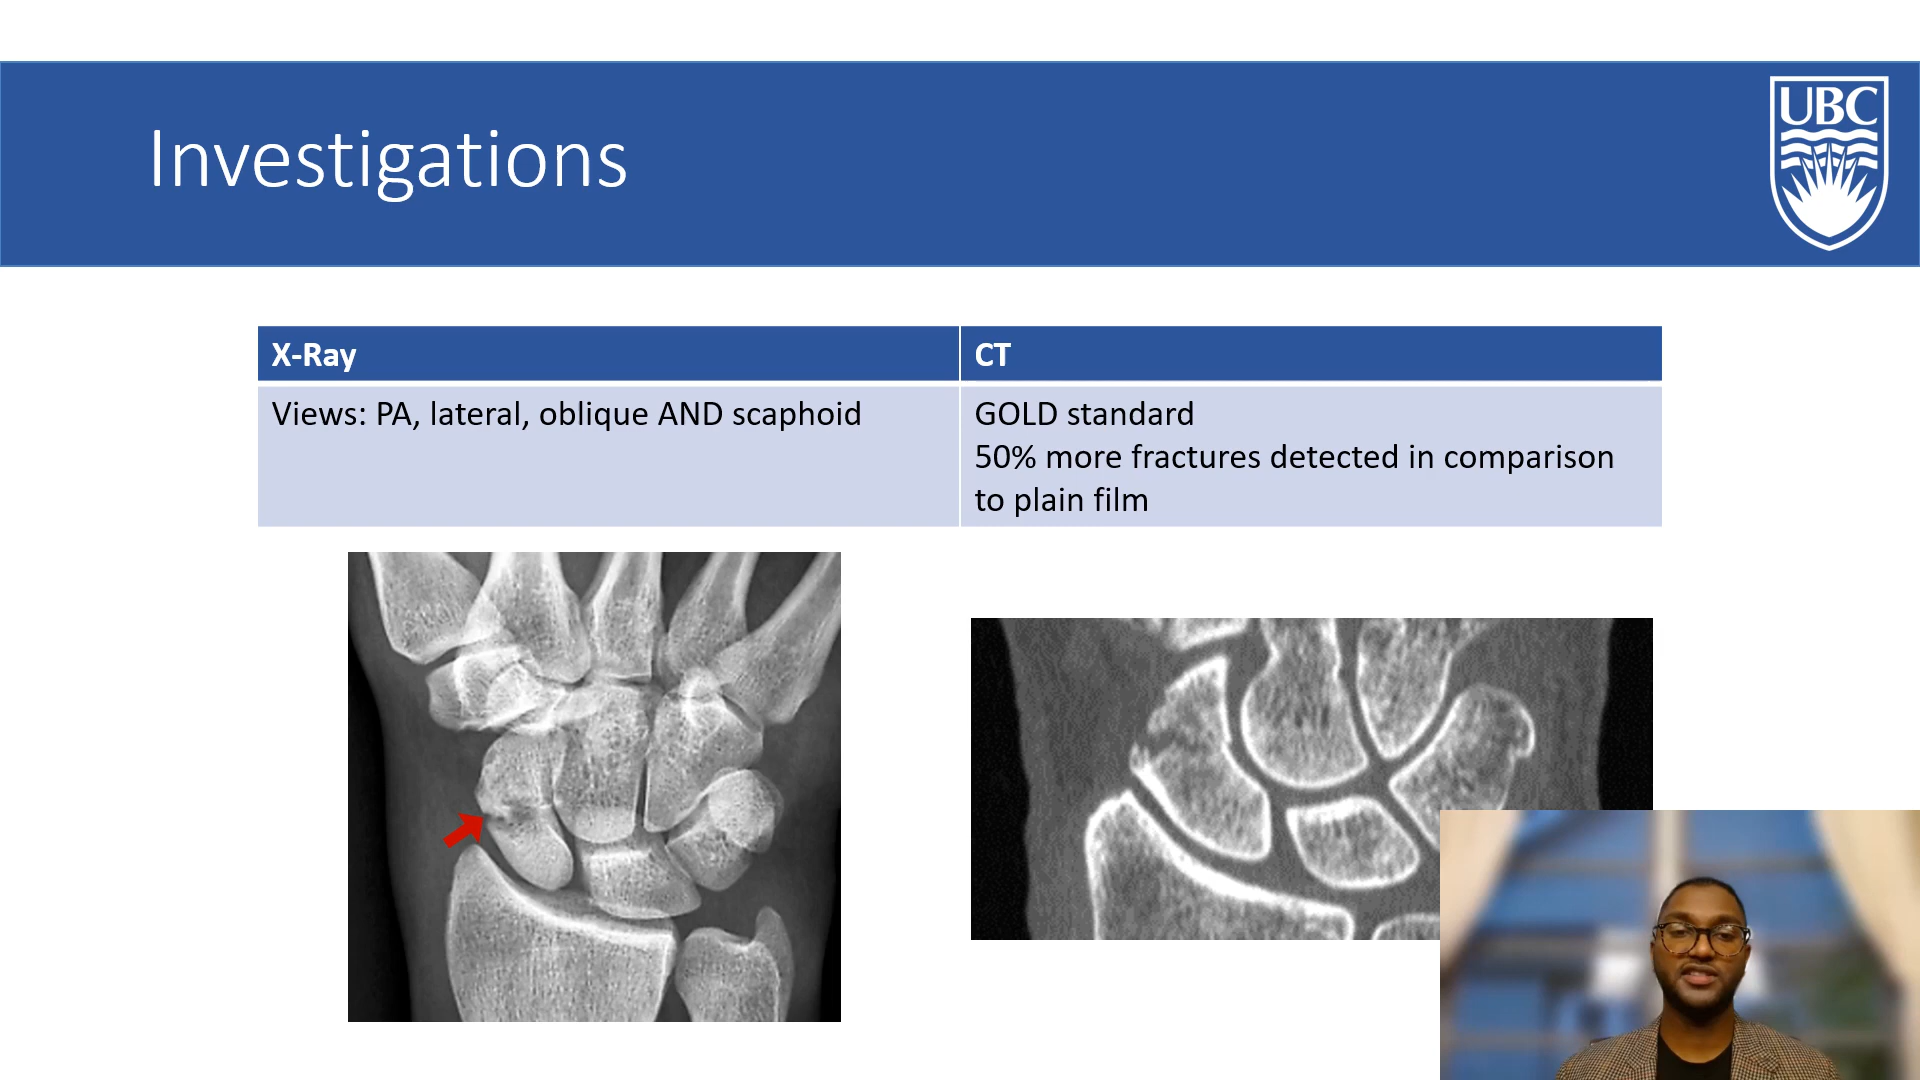 UBC
Investigations
X-Ray
CT
Views: PA, lateral, oblique AND scaphoid
GOLD standard
50% more fractures detected in comparison
to plain film